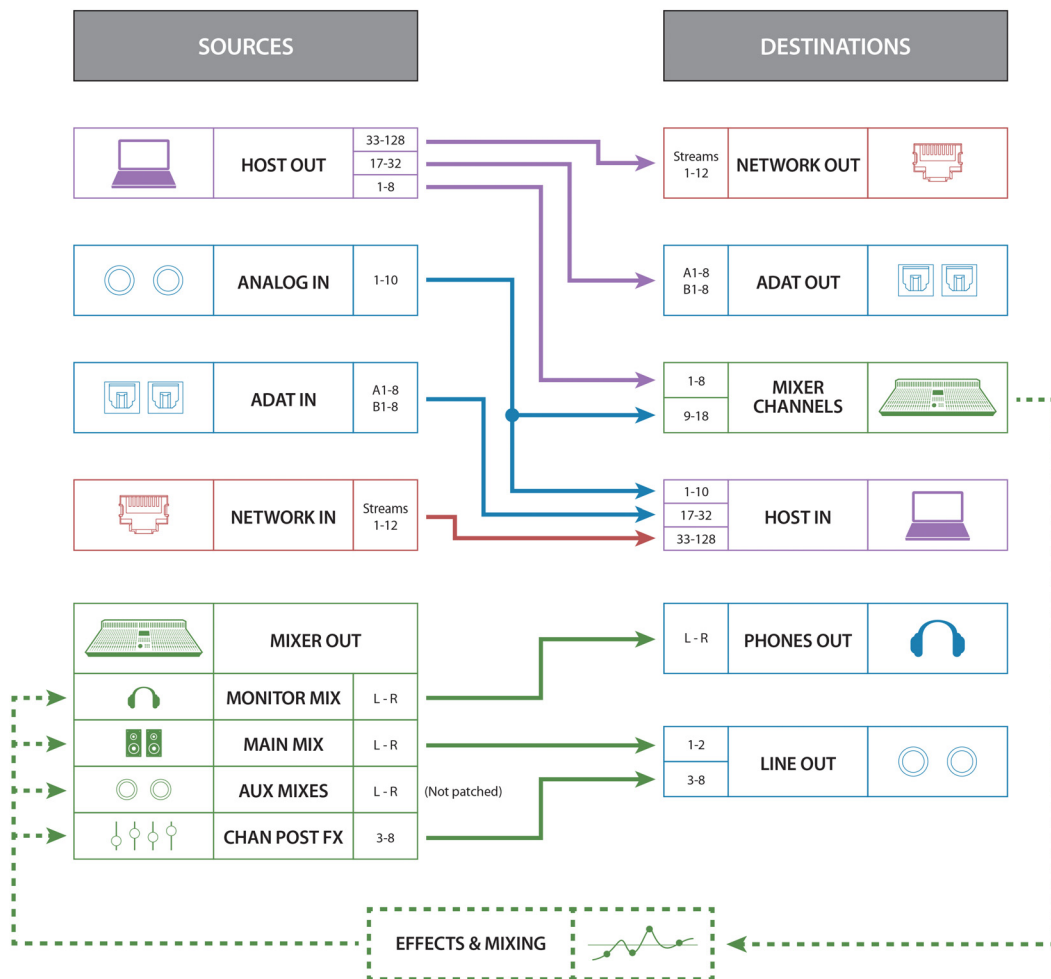 SOURCES
DESTINATIONS
HOST OUT
33-128
17-32
1-8
Streams
1-12
NETWORK OUT
ANALOG IN
1-10
A1-8
B1-8
ADAT OUT
ADAT IN
A1-8
B1-8
1-8
9-18
MIXER
CHANNELS
NETWORK IN
Streams
1-12
1-10
17-32
33-128
HOST IN
MIXER OUT
L - R
PHONES OUT
MONITOR MIX
L - R
MAIN MIX
L - R
1-2
3-8
LINE OUT
AUX MIXES
L - R
(Not patched)
CHAN POST FX
3-8
EFFECTS & MIXING